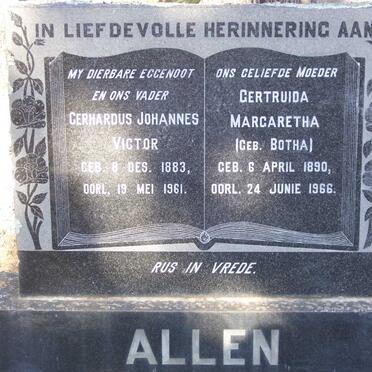 IN LIEFDEVOLLE HERINNERING AAN
MY DIERBARE EGGENOOT
EN ONS VADER
GERHARDUS JOHANNES
VICTOR
GEB. 8 DES. 1883,
OORL. 19 MEI 1961.
ONS GELIEFDE MOEDER
GERTRUIDA
MARGARETHA
(GEB. BOTHA)
GEB. 6 APRIL 1890,
OORL. 24 JUNIE 1966.
RUS IN VREDE.
ALLEN